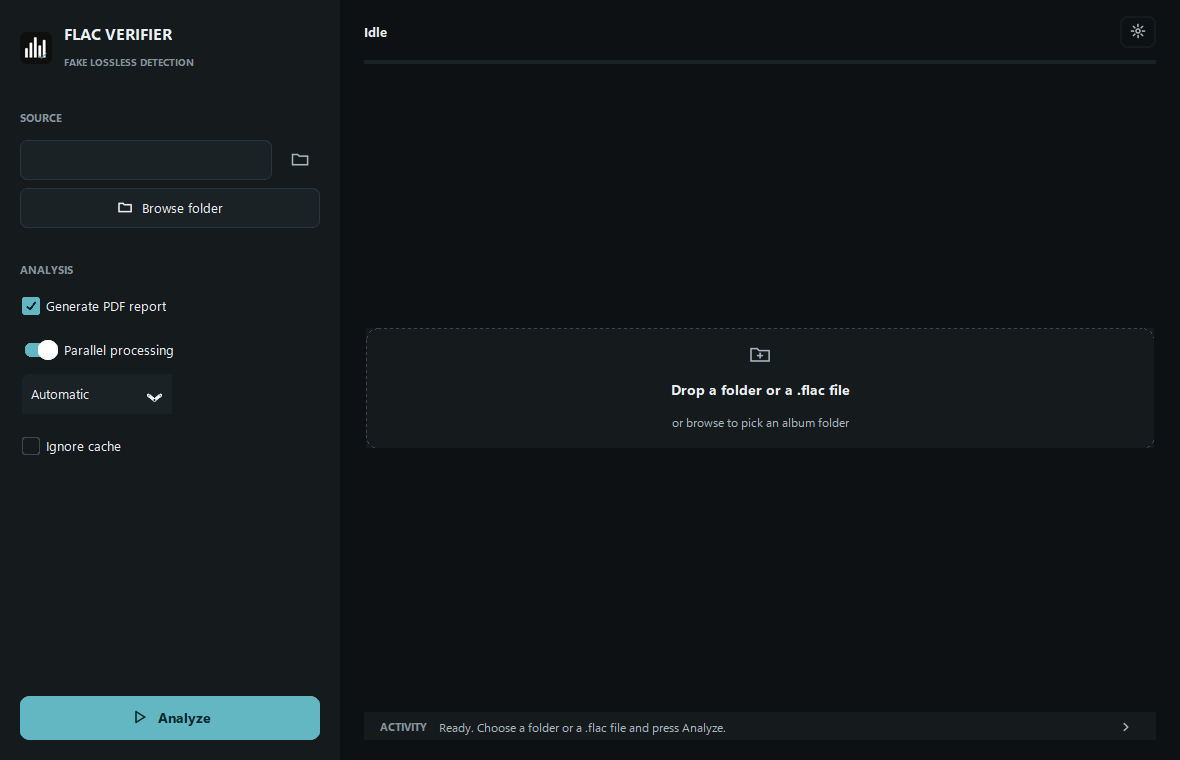 FLAC VERIFIER
FAKE LOSSLESS DETECTION
SOURCE
Browse folder
ANALYSIS
Generate PDF report
Parallel processing
Automatic
Ignore cache
Analyze
Idle
Drop a folder or a .flac file
or browse to pick an album folder
ACTIVITY Ready. Choose a folder or a .flac file and press Analyze.